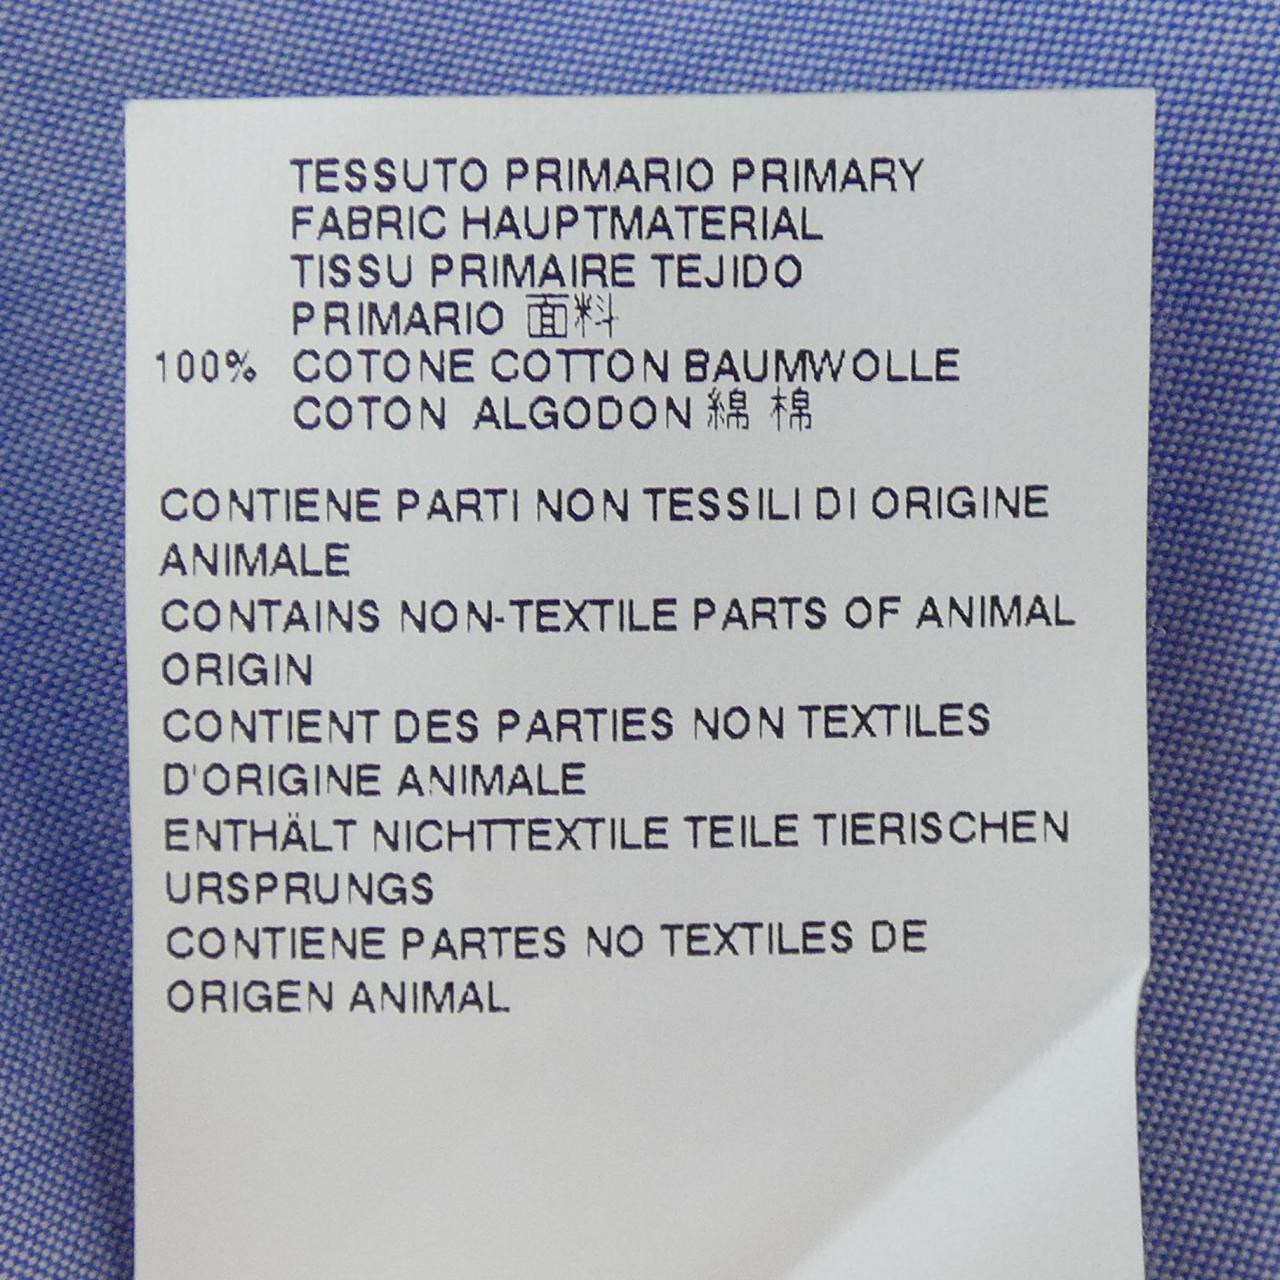 TESSUTO PRIMARIO PRIMARY
FABRIC HAUPTMATERIAL
TISSU PRIMAIRE TEJIDO
PRIMARIO 面料
100% COTONE COTTON BAUMWOLLE
COTON ALGODON 綿 棉
CONTIENE PARTI NON TESSILI DI ORIGINE
ANIMALE
CONTAINS NON-TEXTILE PARTS OF ANIMAL
ORIGIN
CONTIENT DES PARTIES NON TEXTILES
D'ORIGINE ANIMALE
ENTHÄLT NICHTTEXTILE TEILE TIERISCHEN
URSPRUNGS
CONTIENE PARTES NO TEXTILES DE
ORIGEN ANIMAL